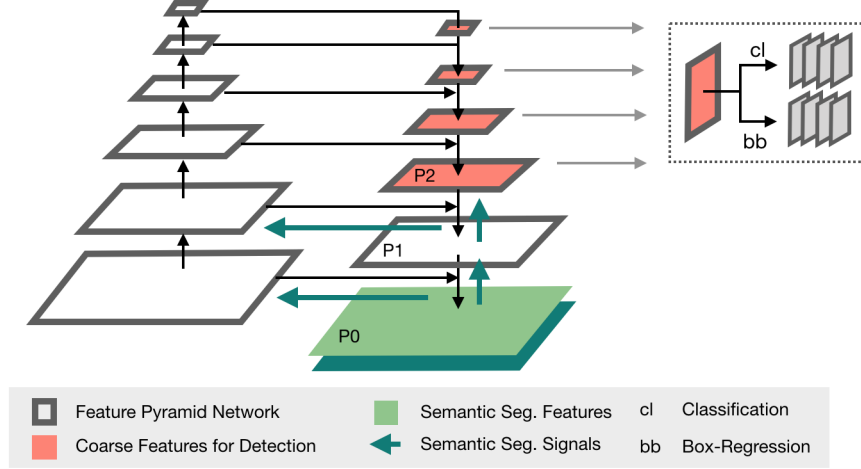 cl
bb
P2
P1
P0
Feature Pyramid Network
Semantic Seg. Features
cl Classification
Coarse Features for Detection
Semantic Seg. Signals
bb Box-Regression